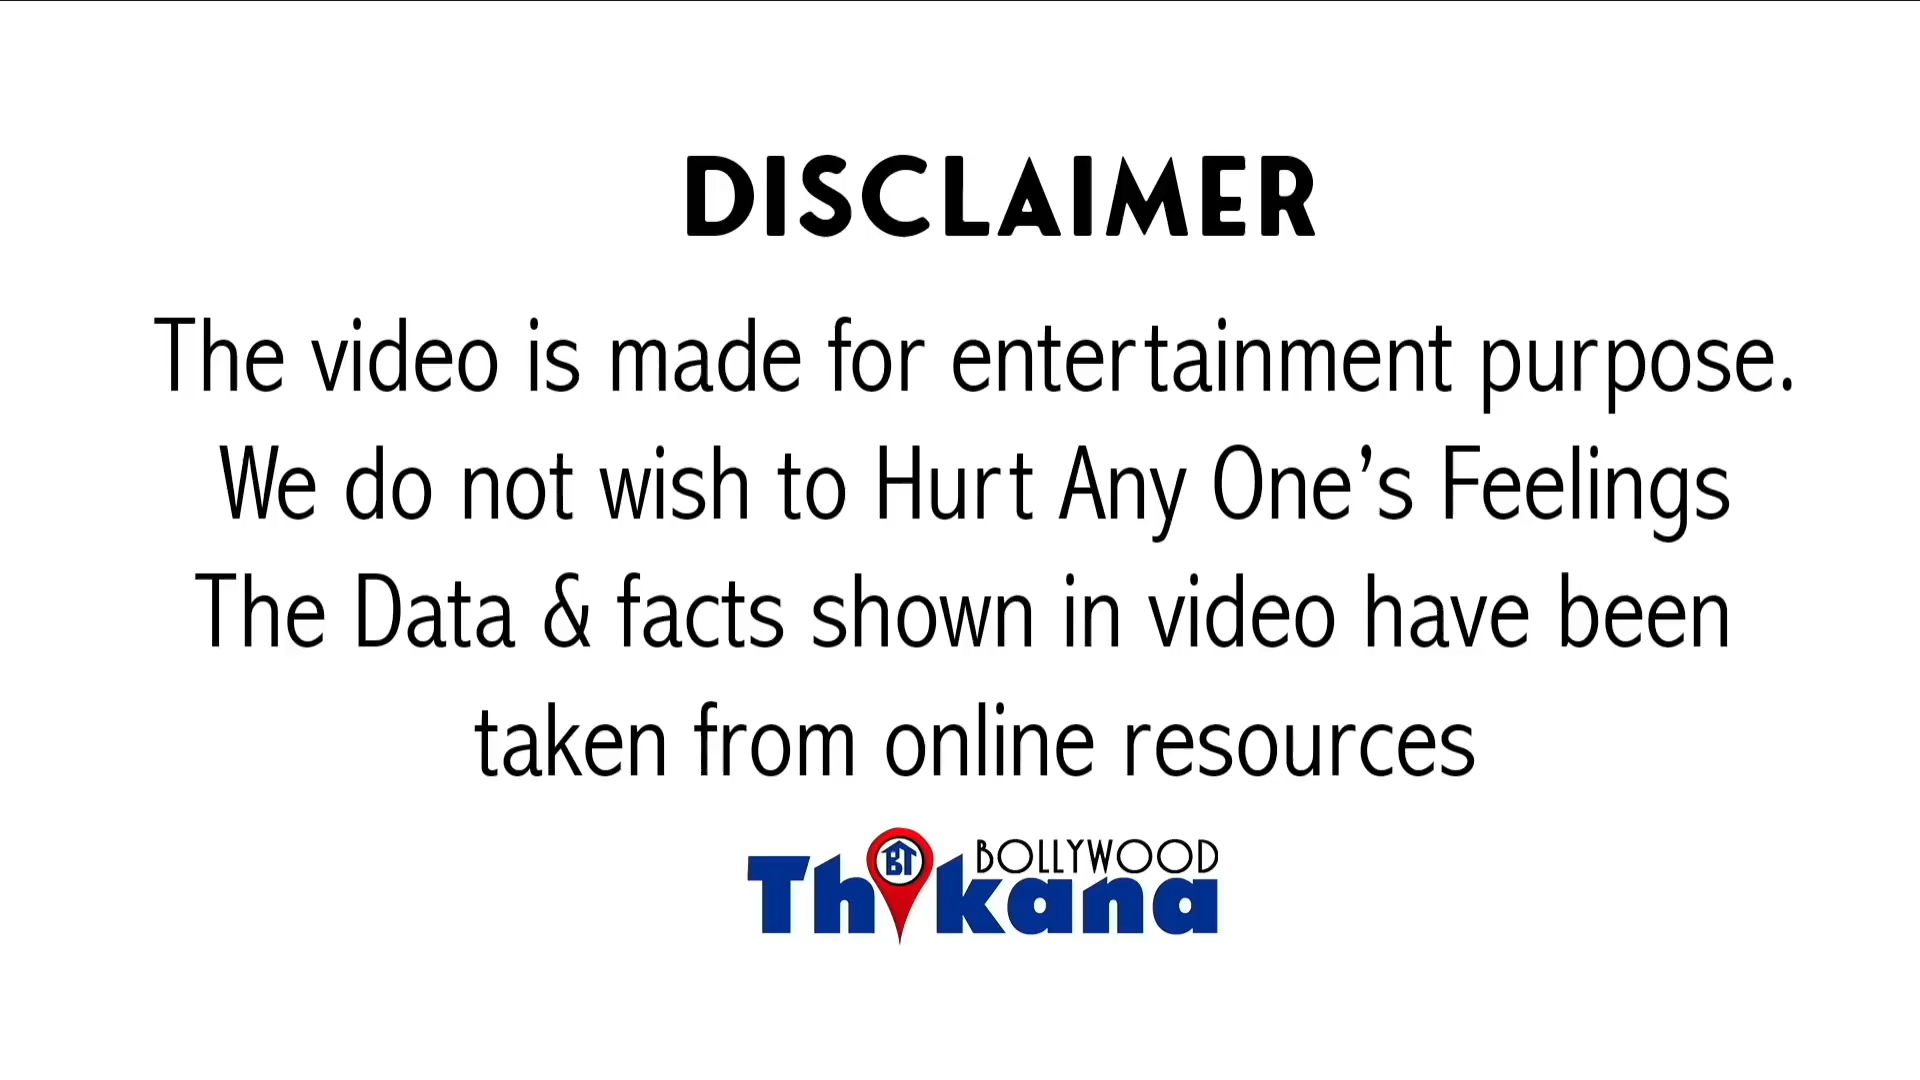 DISCLAIMER
The video is made for entertainment purpose.
We do not wish to Hurt Any One’s Feelings
The Data & facts shown in video have been
taken from online resources
BOLLYWOOD
BT
Thikana